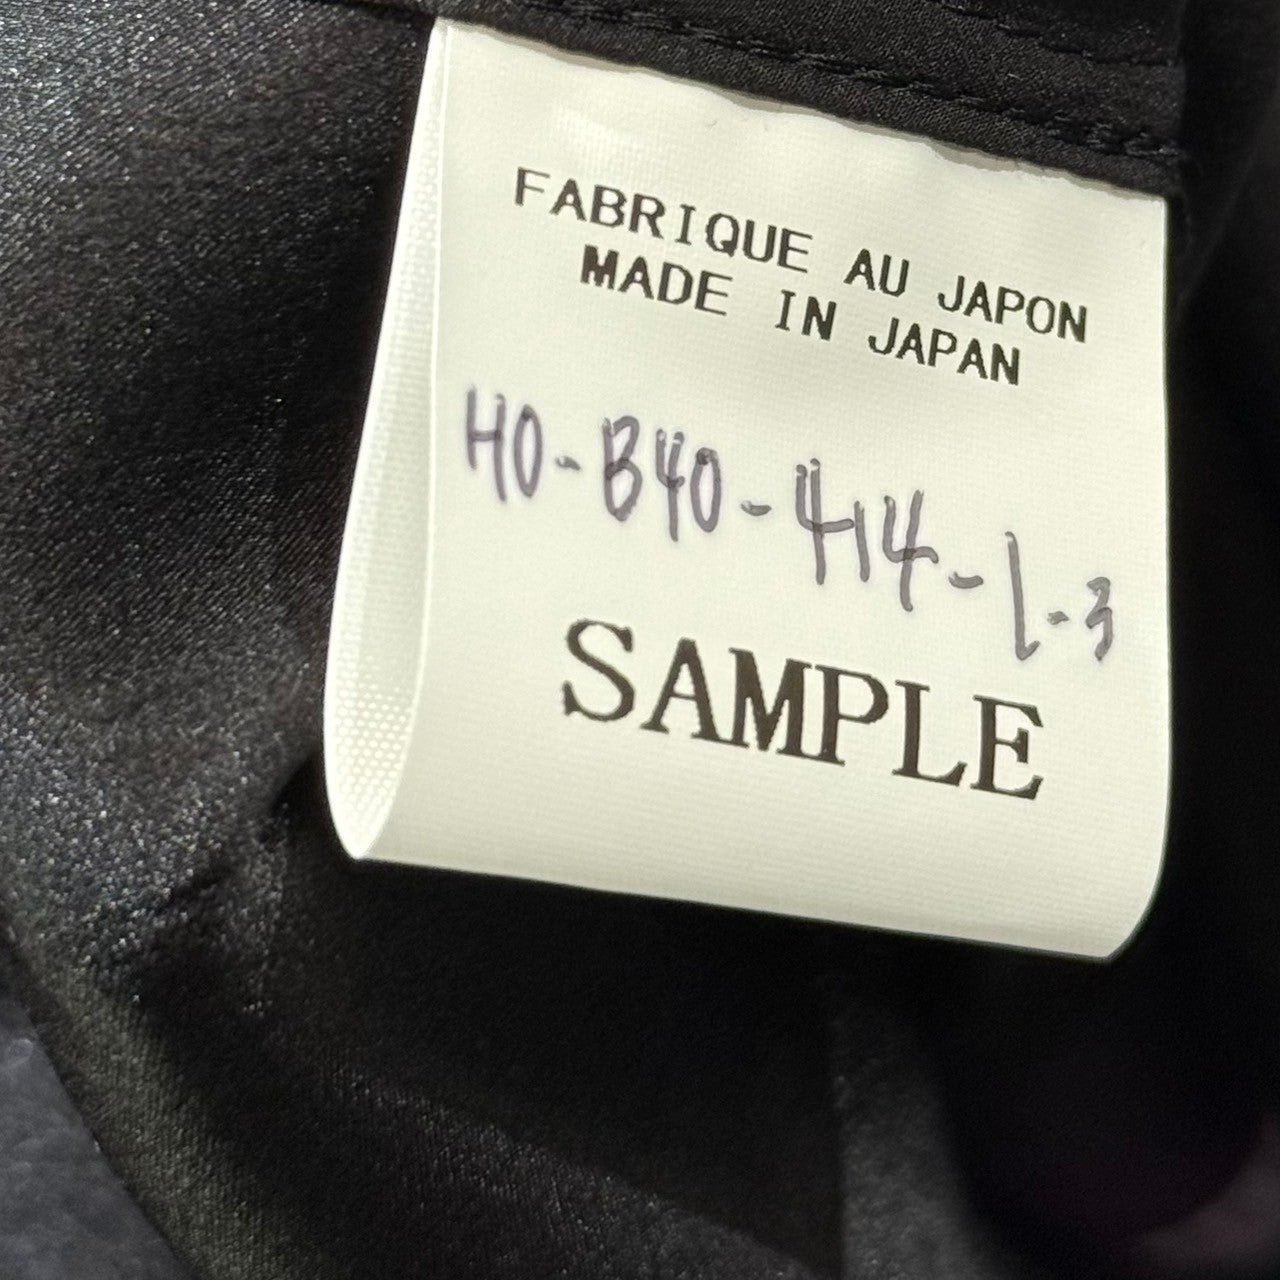 FABRIQUE AU JAPON
MADE IN JAPAN
HO-B40-414-1-3
SAMPLE